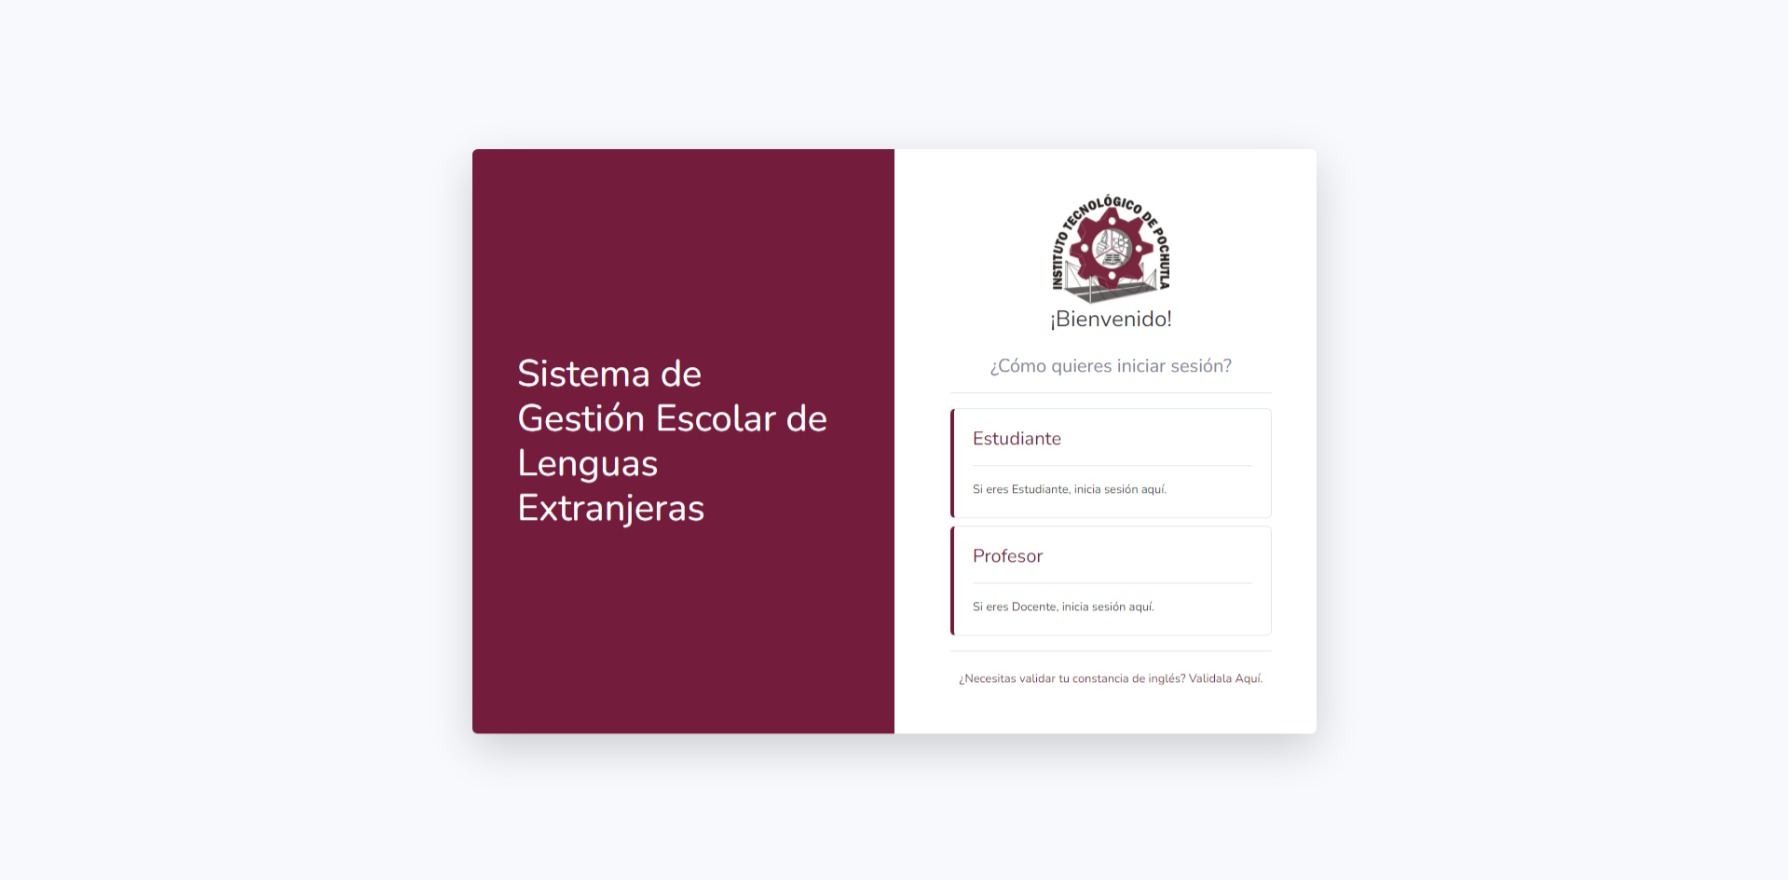 Sistema de
Gestión Escolar de
Lenguas
Extranjeras
INSTITUTO TECNOLÓGICO DE POCHUTLA
¡Bienvenido!
¿Cómo quieres iniciar sesión?
Estudiante
Si eres Estudiante, inicia sesión aquí.
Profesor
Si eres Docente, inicia sesión aquí.
¿Necesitas validar tu constancia de inglés? Validala Aquí.